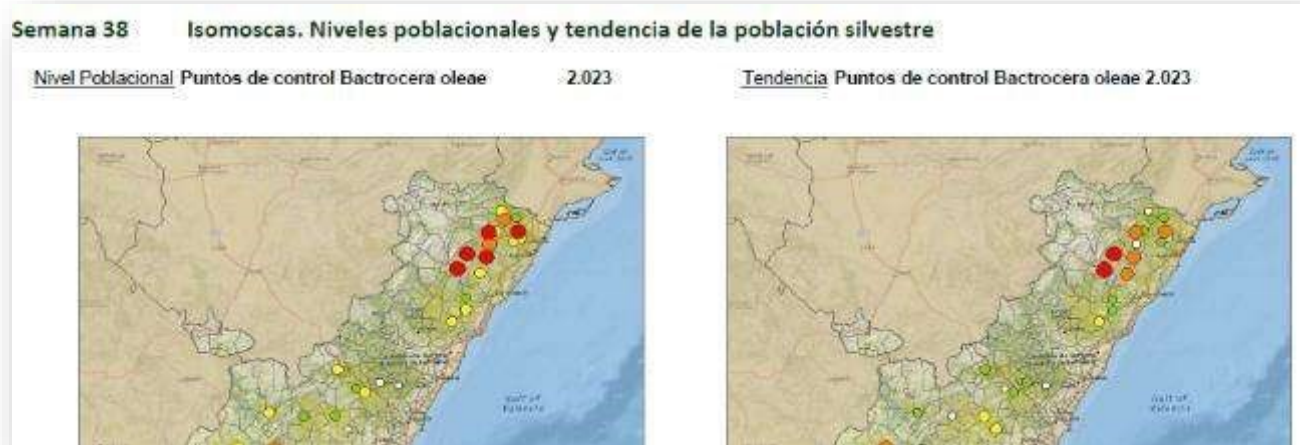 Semana 38 Isomoscas. Niveles poblacionales y tendencia de la población silvestre
Nivel Poblacional Puntos de control Bactrocera oleae 2.023
Tendencia Puntos de control Bactrocera oleae 2.023